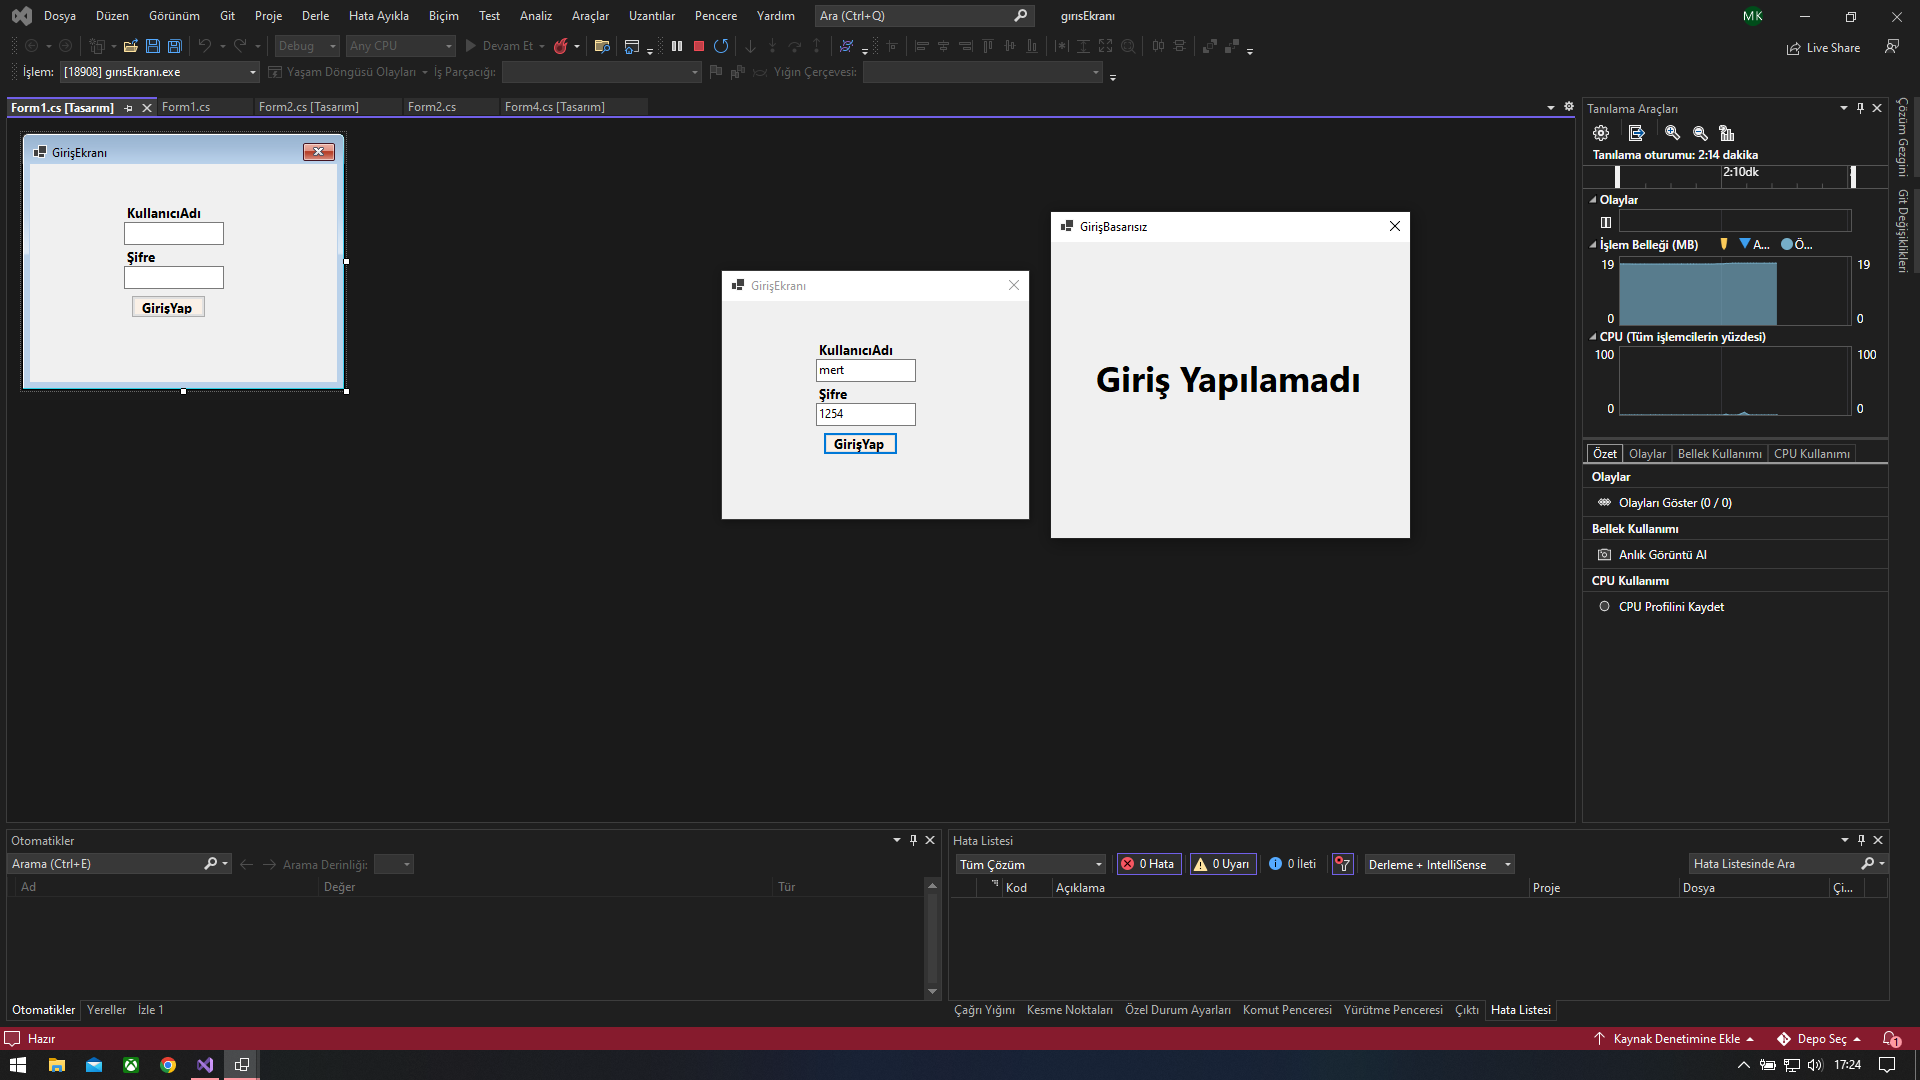 Dosya Düzen Görünüm Git Proje Derle Hata Ayıkla Biçim Test Analiz Araçlar Uzantılar Pencere Yardım Ara (Ctrl+Q) gırısEkranı MK
Debug Any CPU Devam Et Live Share
İşlem: [18908] gırısEkranı.exe Yaşam Döngüsü Olayları İş Parçacığı: Yığın Çerçevesi:
Form1.cs [Tasarım] Form1.cs Form2.cs [Tasarım] Form2.cs Form4.cs [Tasarım]
GirişEkranı
KullanıcıAdı
Şifre
GirişYap
GirişEkranı
KullanıcıAdı
mert
Şifre
1254
GirişYap
GirişBasarısız
Giriş Yapılamadı
Tanılama Araçları
Tanılama oturumu: 2:14 dakika
2:10dk
Olaylar
İşlem Belleği (MB) A... Ö...
19 19
0 0
CPU (Tüm işlemcilerin yüzdesi)
100 100
0 0
Özet Olaylar Bellek Kullanımı CPU Kullanımı
Olaylar
Olayları Göster (0 / 0)
Bellek Kullanımı
Anlık Görüntü Al
CPU Kullanımı
CPU Profilini Kaydet
Çözüm Gezgini
Git Değişiklikleri
Otomatikler
Arama (Ctrl+E) Arama Derinliği:
Ad Değer Tür
Otomatikler Yereller İzle 1
Hata Listesi
Tüm Çözüm 0 Hata 0 Uyarı 0 İleti Derleme + IntelliSense Hata Listesinde Ara
Kod Açıklama Proje Dosya Çi...
Çağrı Yığını Kesme Noktaları Özel Durum Ayarları Komut Penceresi Yürütme Penceresi Çıktı Hata Listesi
Hazır Kaynak Denetimine Ekle Depo Seç 1
17:24